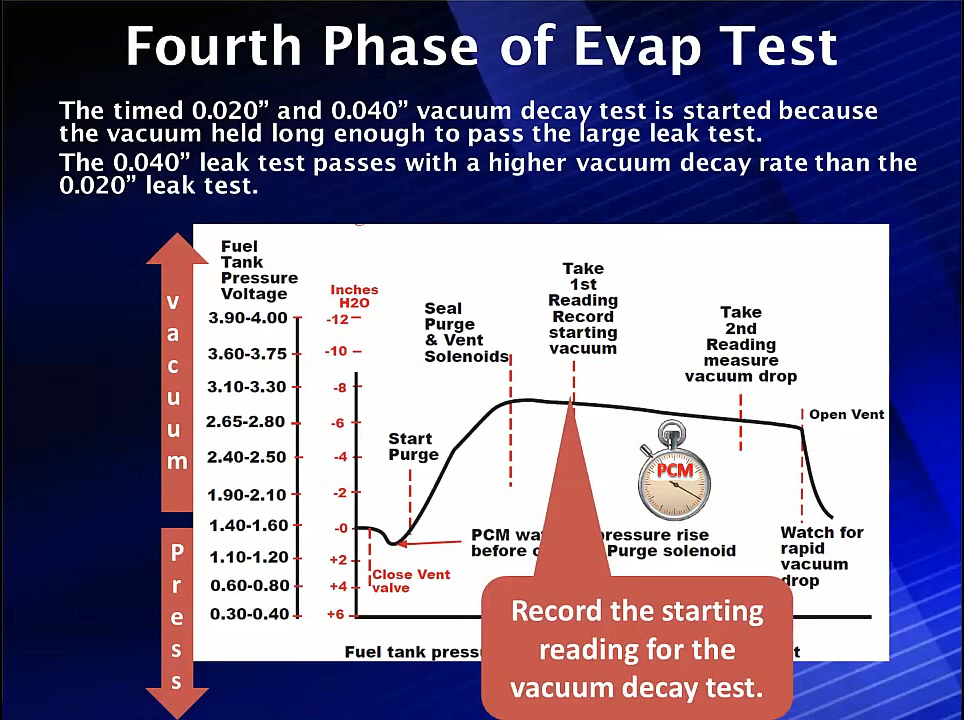 Fourth Phase of Evap Test
The timed 0.020” and 0.040” vacuum decay test is started because
the vacuum held long enough to pass the large leak test.
The 0.040” leak test passes with a higher vacuum decay rate than the
0.020” leak test.
vacuum
Press
Fuel
Tank
Pressure
Voltage
3.90-4.00
3.60-3.75
3.10-3.30
2.65-2.80
2.40-2.50
1.90-2.10
1.40-1.60
1.10-1.20
0.60-0.80
0.30-0.40
Inches
H2O
-12
-10
-8
-6
-4
-2
-0
+2
+4
+6
Close Vent
valve
Start
Purge
Seal
Purge
& Vent
Solenoids
Take
1st
Reading
Record
starting
vacuum
Take
2nd
Reading
measure
vacuum drop
Open Vent
PCM
PCM pressure rise
before Purge solenoid
Watch for
rapid
vacuum
drop
Fuel tank
Record the starting
reading for the
vacuum decay test.